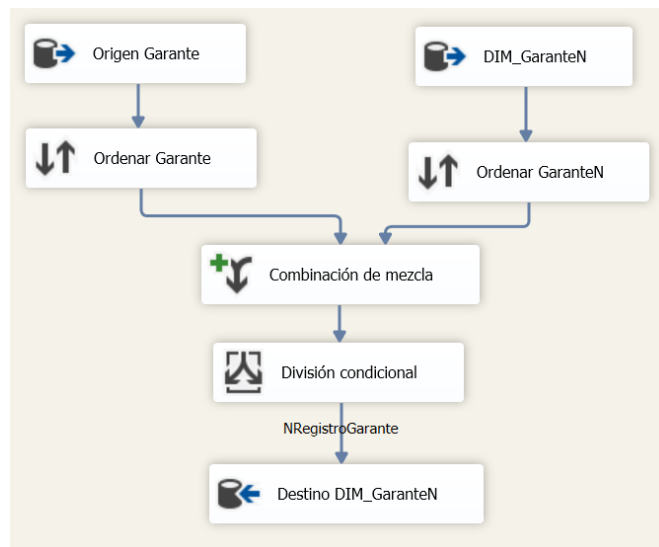 Origen Garante
DIM_GaranteN
Ordenar Garante
Ordenar GaranteN
Combinación de mezcla
División condicional
NRegistroGarante
Destino DIM_GaranteN